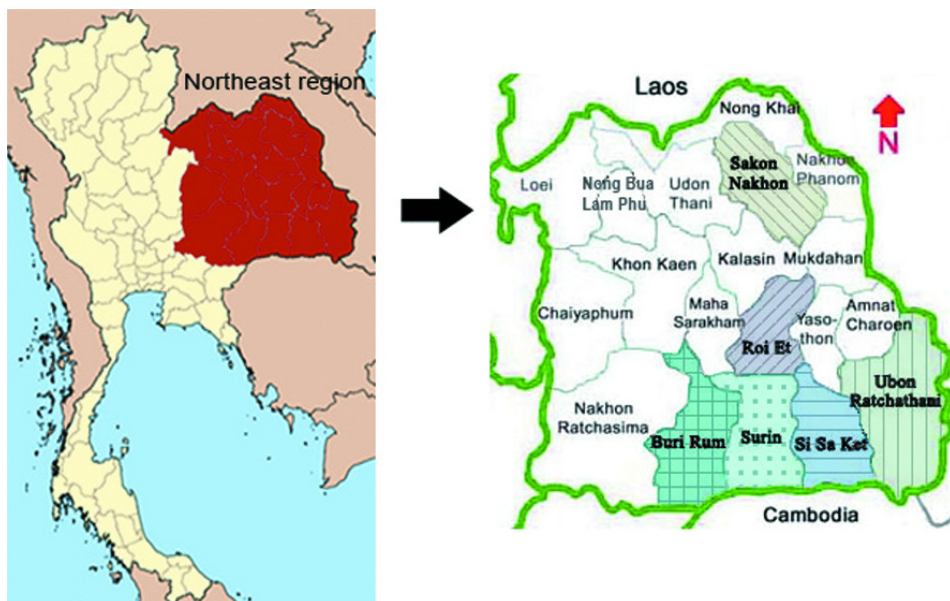 Northeast region
Laos
Nong Khai
N
Sakon
Nakhon
Nakhon
Phanom
Loei
Nong Bua
Lam Phu
Udon
Thani
Khon Kaen
Kalasin
Mukdahan
Chaiyaphum
Maha
Sarakham
Roi Et
Yaso-
thon
Amnat
Charoen
Ubon
Ratchathani
Nakhon
Ratchasima
Buri Rum
Surin
Si Sa Ket
Cambodia